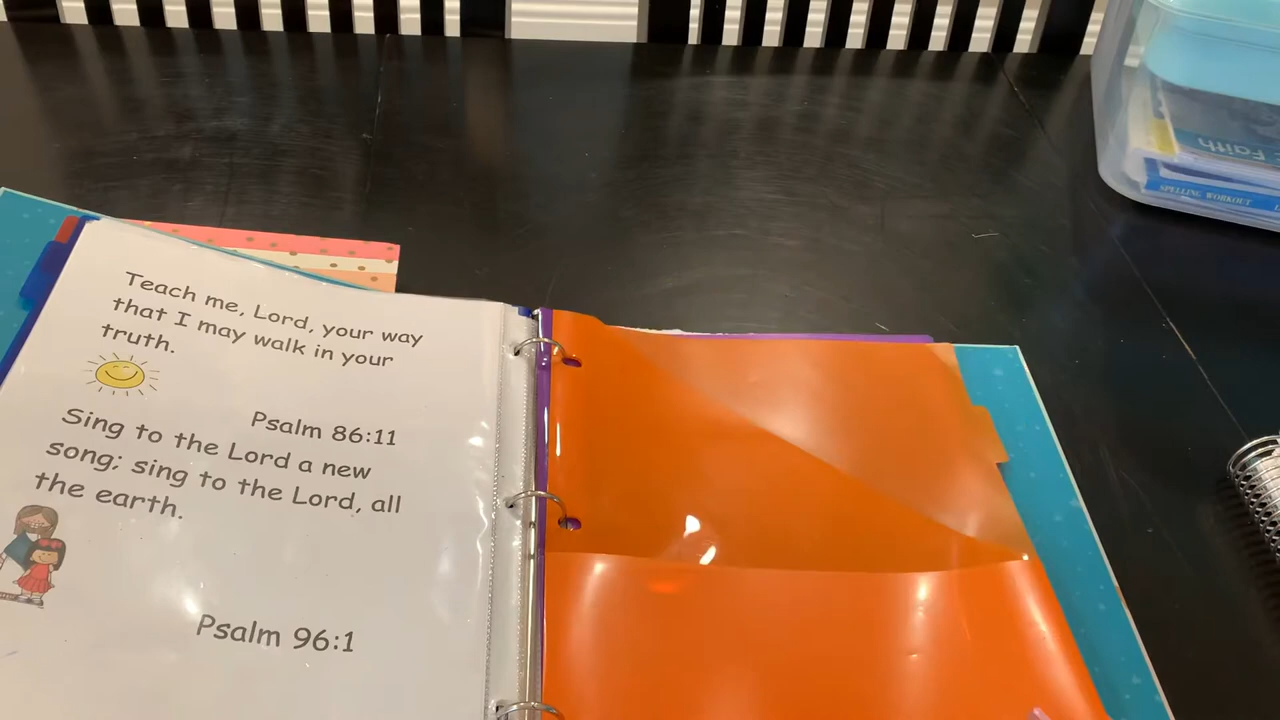 Teach me, Lord, your way
that I may walk in your
truth.
Psalm 86:11
Sing to the Lord a new
song; sing to the Lord, all
the earth.
Psalm 96:1
Faith
SPELLING WORKOUT